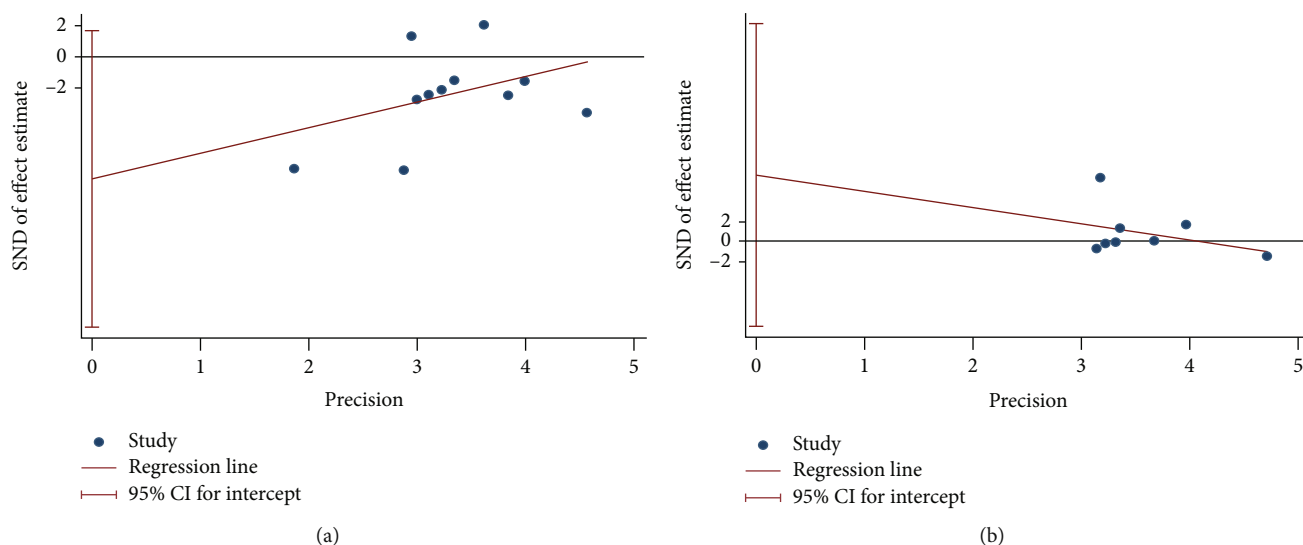 2
0
−2
SND of effect estimate
0 1 2 3 4 5
Precision
Study
Regression line
95% CI for intercept
(a)
2
0
−2
SND of effect estimate
0 1 2 3 4 5
Precision
Study
Regression line
95% CI for intercept
(b)